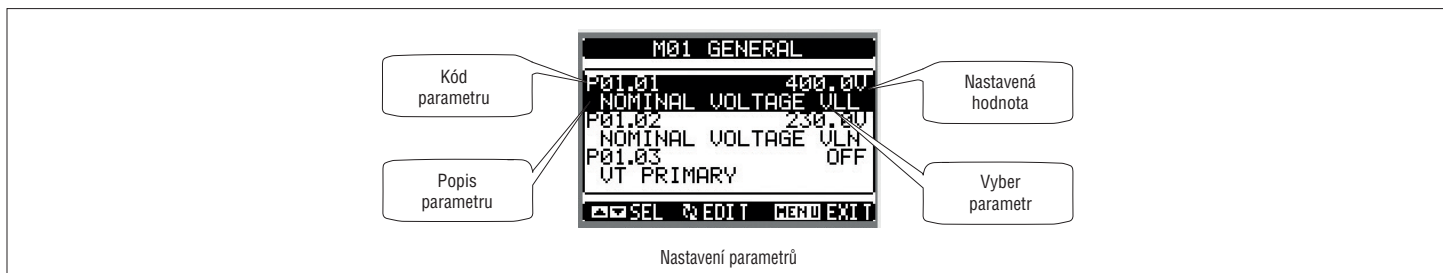 M01 GENERAL
Kód
parametru
Nastavená
hodnota
P01.01 400.0V
NOMINAL VOLTAGE VLL
P01.02 230.0V
NOMINAL VOLTAGE VLN
P01.03 OFF
VT PRIMARY
Popis
parametru
Vyber
parametr
SEL EDIT MENU EXIT
Nastavení parametrů